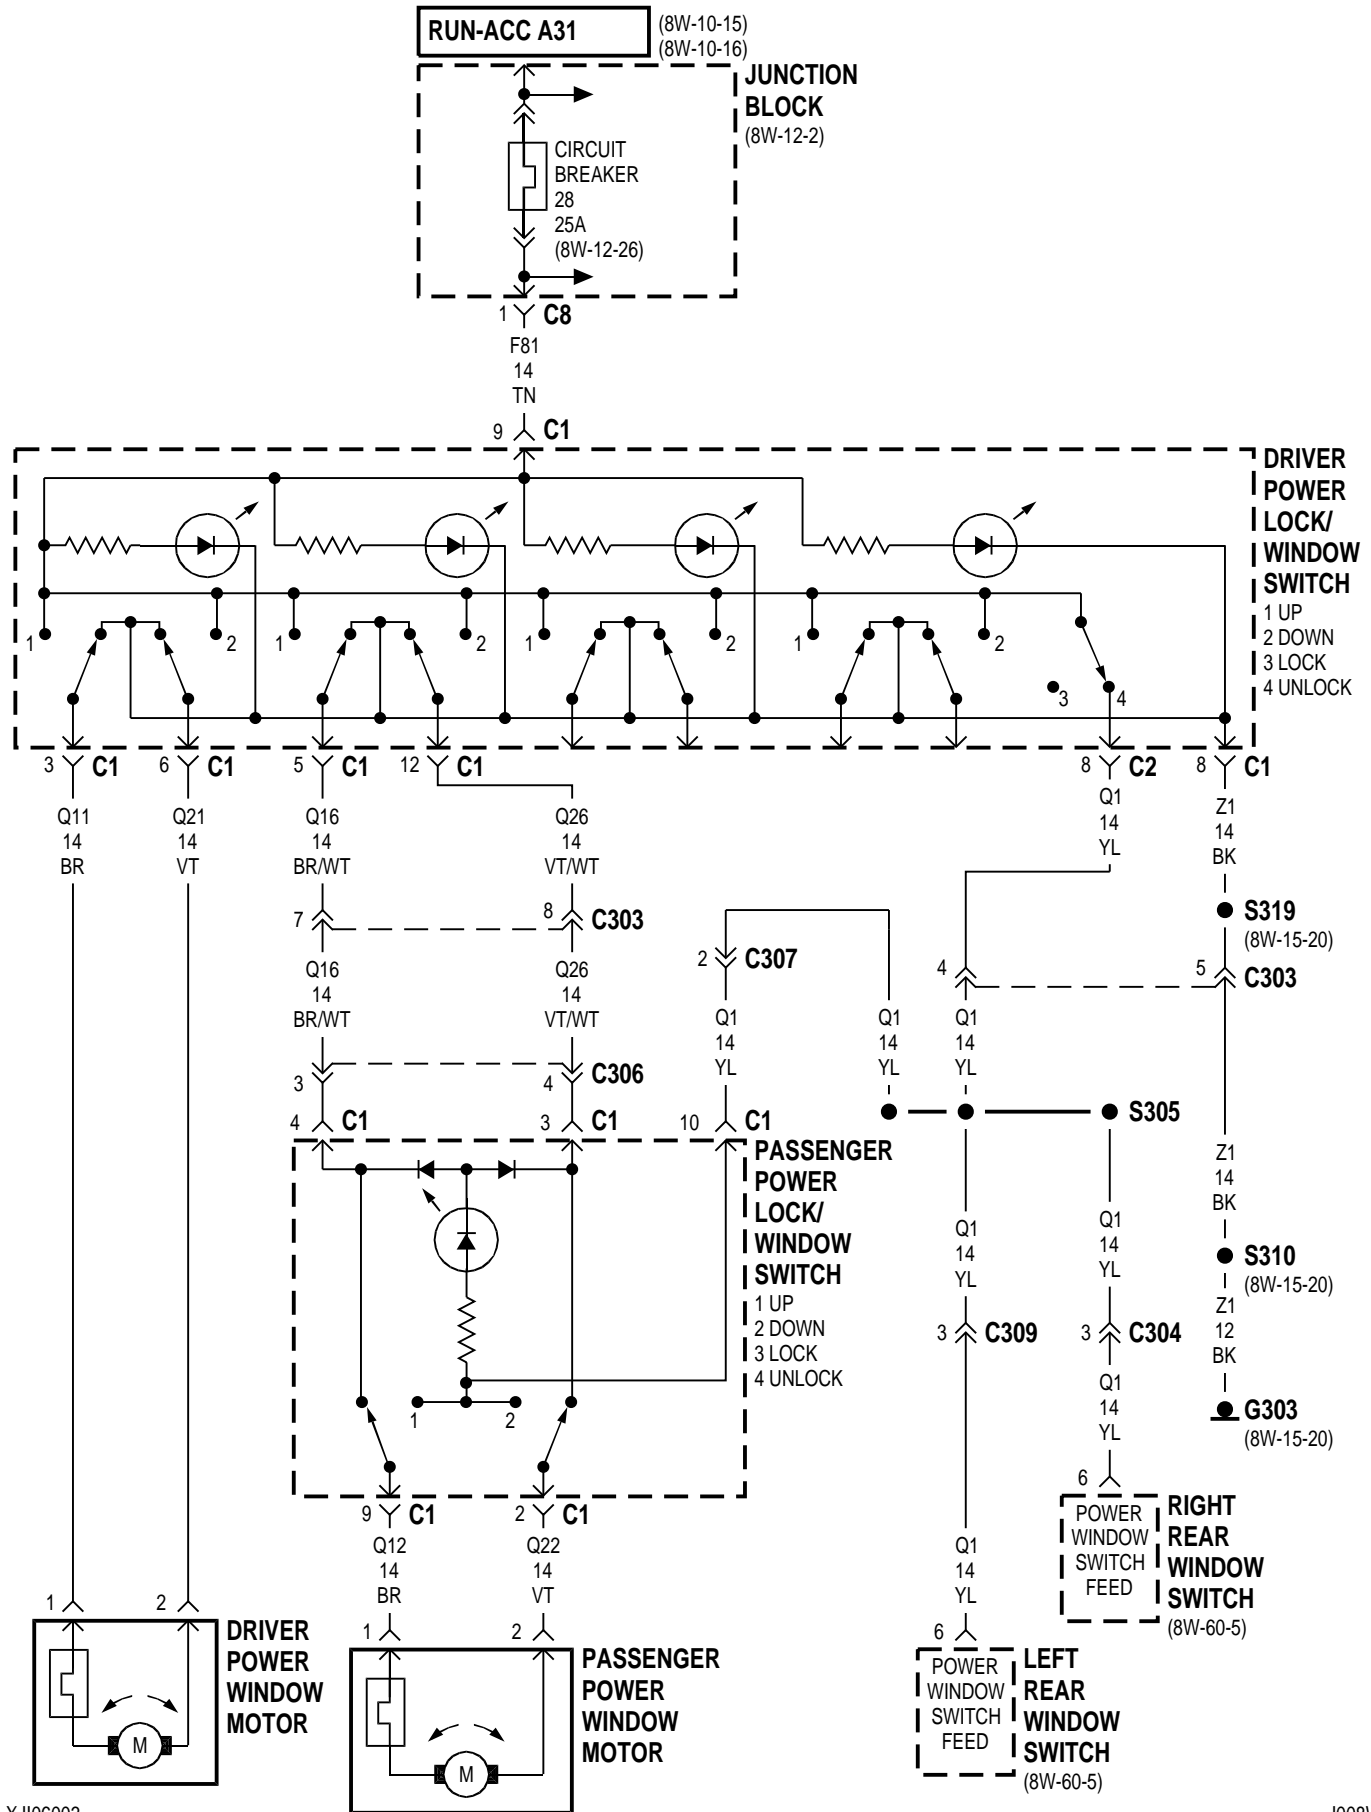 RUN-ACC A31
(8W-10-15)
(8W-10-16)
JUNCTION
BLOCK
(8W-12-2)
CIRCUIT
BREAKER
28
25A
(8W-12-26)
1 C8
F81
14
TN
9 C1
DRIVER
POWER
LOCK/
WINDOW
SWITCH
1 UP
2 DOWN
3 LOCK
4 UNLOCK
1 2 1 2 1 2 1 2
3 4
3 C1 6 C1 5 C1 12 C1 8 C2 8 C1
Q11
14
BR
Q21
14
VT
Q16
14
BR/WT
Q26
14
VT/WT
Q1
14
YL
Z1
14
BK
S319
(8W-15-20)
7 8 C303
2 C307
4 5 C303
Q16
14
BR/WT
Q26
14
VT/WT
Q1
14
YL
Q1
14
YL
Q1
14
YL
3 4 C306
S305
4 C1 3 C1 10 C1
PASSENGER
POWER
LOCK/
WINDOW
SWITCH
1 UP
2 DOWN
3 LOCK
4 UNLOCK
1 2
Z1
14
BK
Q1
14
YL
Q1
14
YL
S310
(8W-15-20)
Z1
12
BK
3 C309
3 C304
Q1
14
YL
G303
(8W-15-20)
6
POWER
WINDOW
SWITCH
FEED
RIGHT
REAR
WINDOW
SWITCH
(8W-60-5)
9 C1 2 C1
Q12
14
BR
Q22
14
VT
Q1
14
YL
1 2
DRIVER
POWER
WINDOW
MOTOR
M
1 2
PASSENGER
POWER
WINDOW
MOTOR
M
6
POWER
WINDOW
SWITCH
FEED
LEFT
REAR
WINDOW
SWITCH
(8W-60-5)